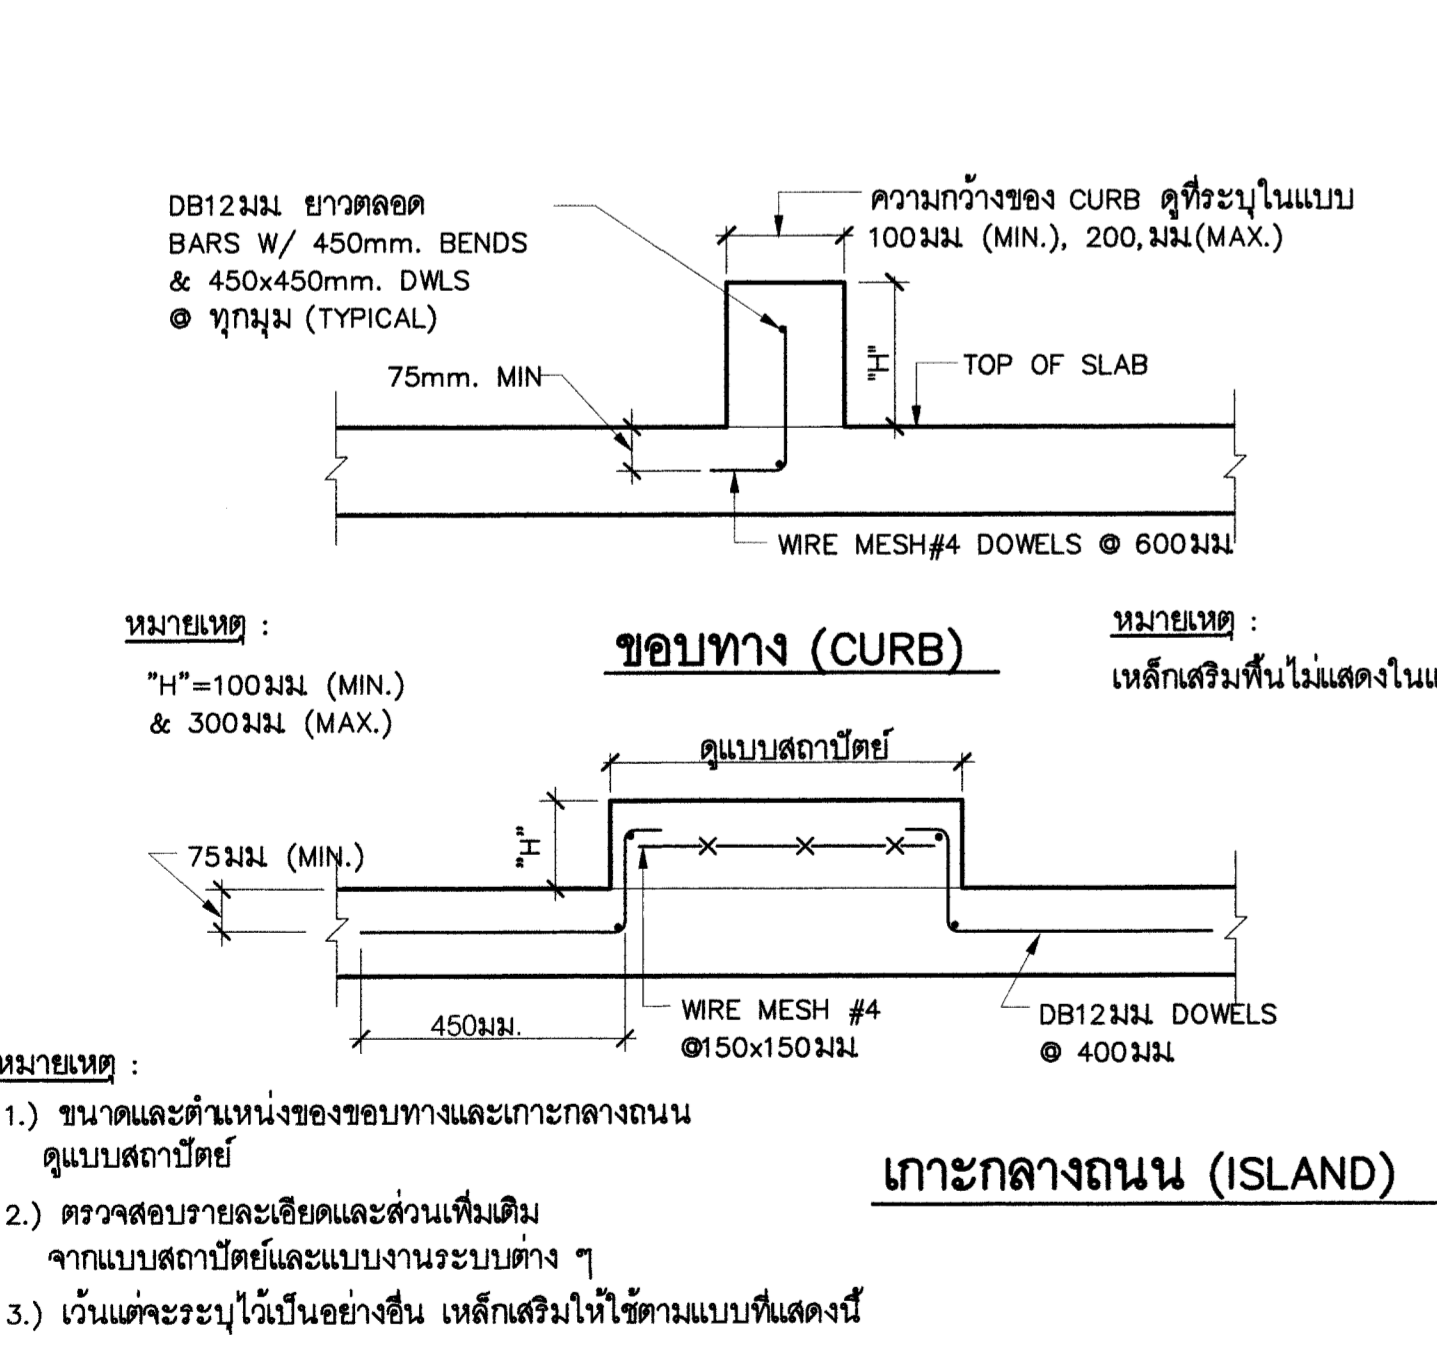 DB12มม. ยาวตลอด
BARS W/ 450mm. BENDS
& 450x450mm. DWLS
@ ทุกมุม (TYPICAL)
ความกว้างของ CURB ดูที่ระบุในแบบ
100มม. (MIN.), 200,มม.(MAX.)
75mm. MIN
"H"
TOP OF SLAB
WIRE MESH#4 DOWELS @ 600มม.
หมายเหตุ :
"H"=100มม. (MIN.)
& 300มม. (MAX.)
ขอบทาง (CURB)
หมายเหตุ :
เหล็กเสริมพื้นไม่แสดงใน
ดูแบบสถาปัตย์
"H"
75มม. (MIN.)
450มม.
WIRE MESH #4
@150x150มม.
DB12มม. DOWELS
@ 400มม.
หมายเหตุ :
1.) ขนาดและตำแหน่งของขอบทางและเกาะกลางถนน
ดูแบบสถาปัตย์
2.) ตรวจสอบรายละเอียดและส่วนเพิ่มเติม
จากแบบสถาปัตย์และแบบงานระบบต่าง ๆ
3.) เว้นแต่จะระบุไว้เป็นอย่างอื่น เหล็กเสริมให้ใช้ตามแบบที่แสดงนี้
เกาะกลางถนน (ISLAND)